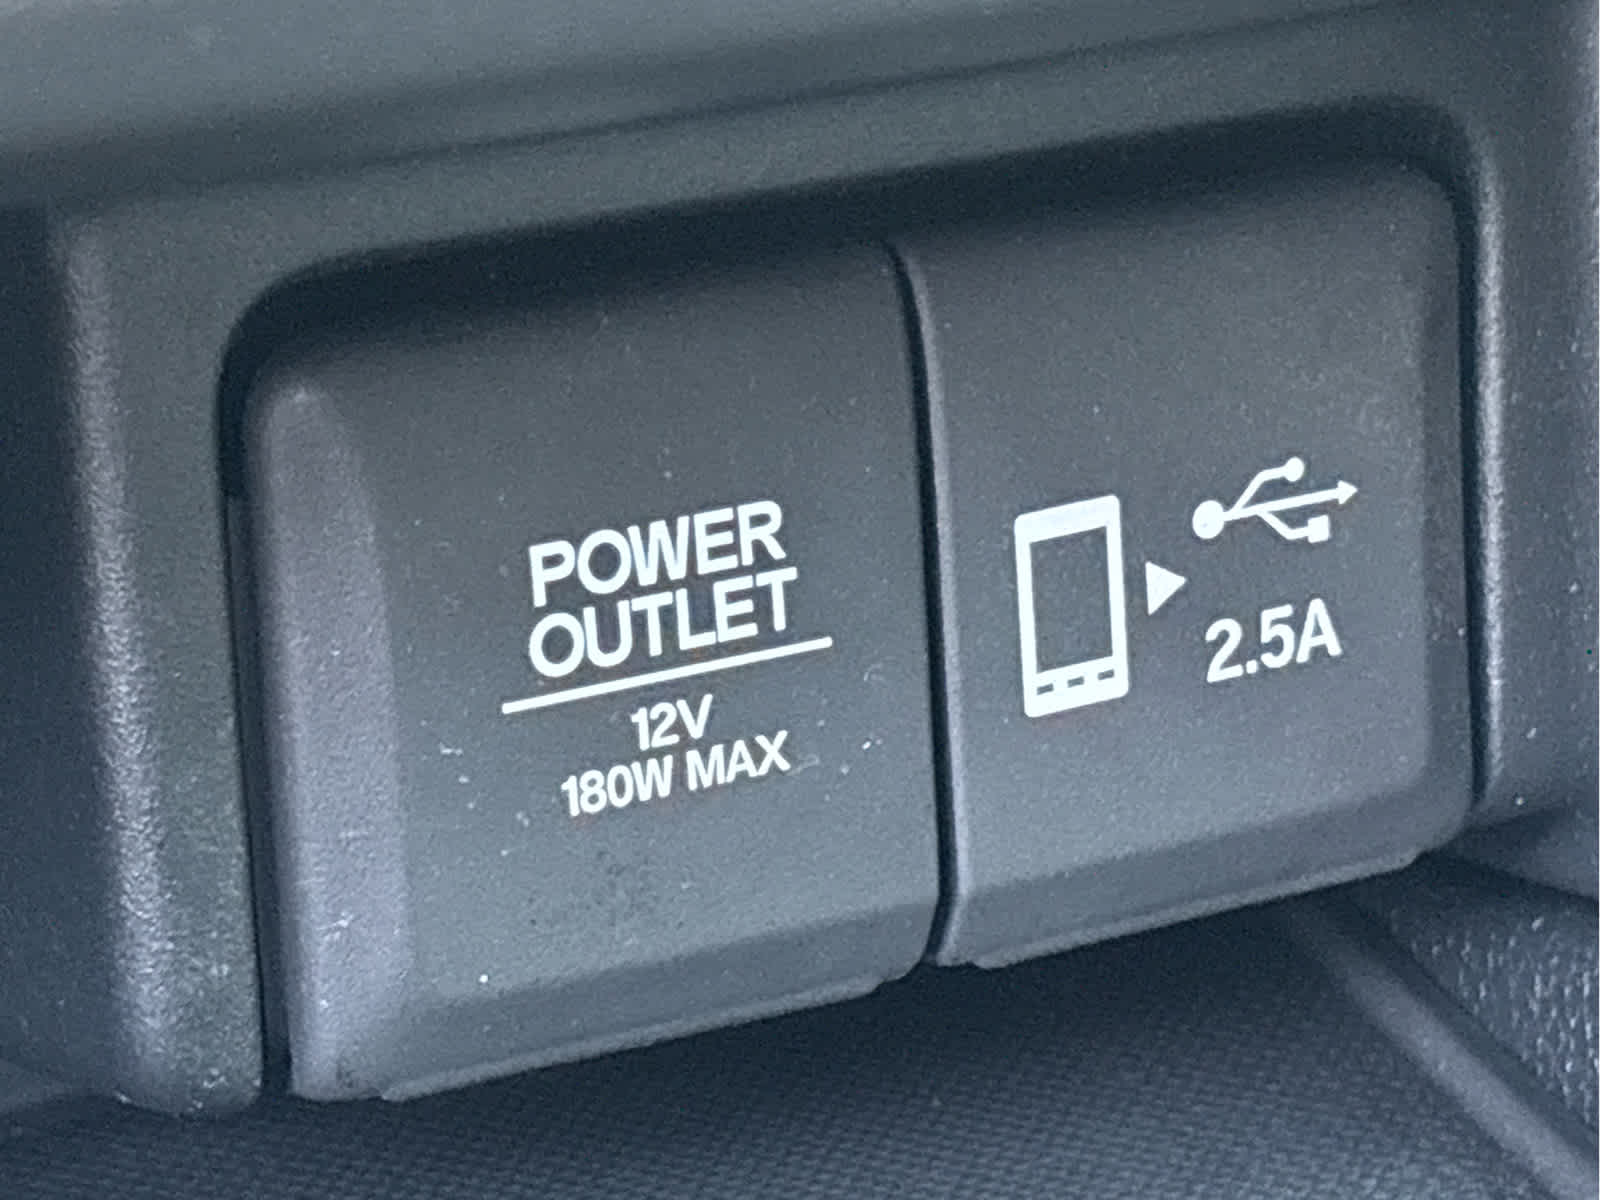 POWER
OUTLET
12V
180W MAX
2.5A